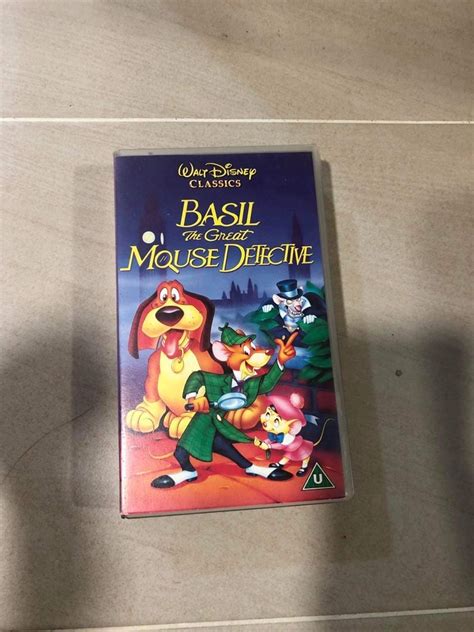 WALT DISNEY
CLASSICS
BASIL
The Great
MOUSE DETECTIVE
U